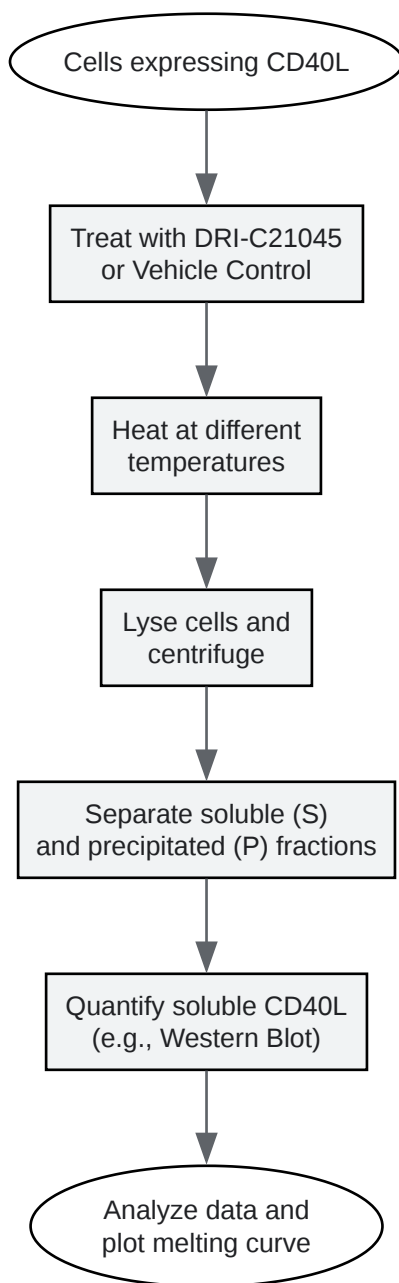 Cells expressing CD40L
Treat with DRI-C21045
or Vehicle Control
Heat at different
temperatures
Lyse cells and
centrifuge
Separate soluble (S)
and precipitated (P) fractions
Quantify soluble CD40L
(e.g., Western Blot)
Analyze data and
plot melting curve